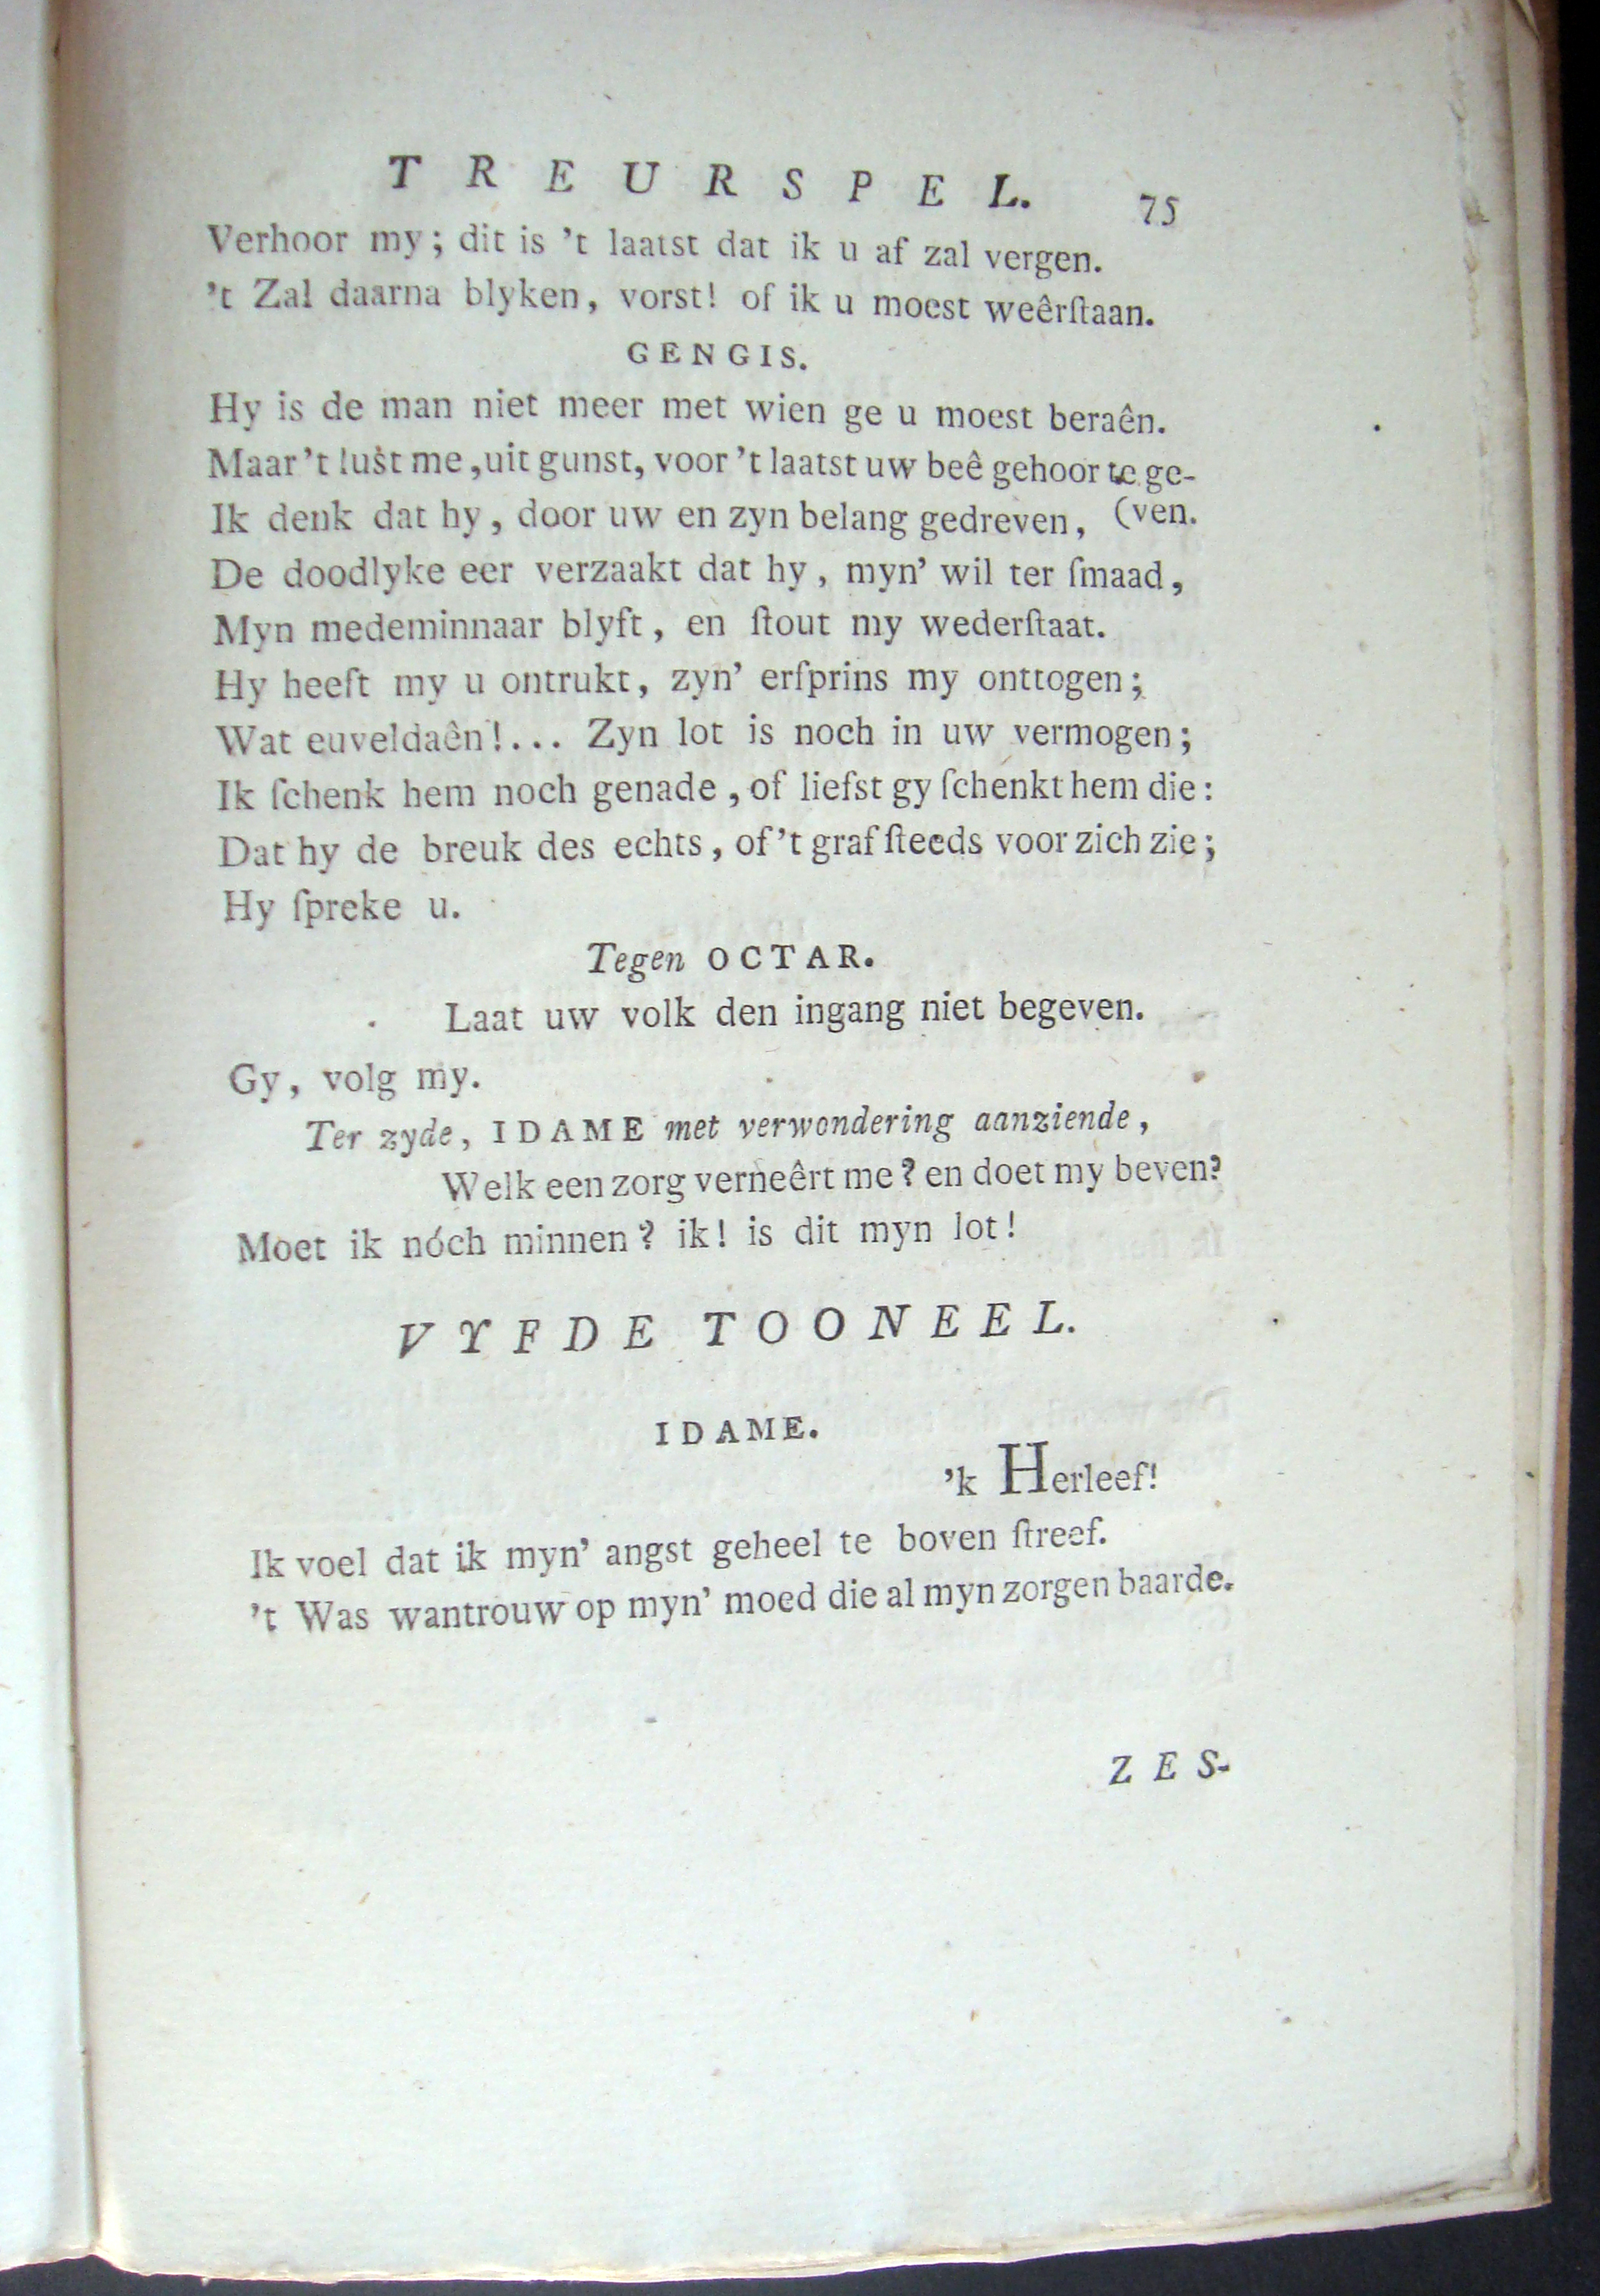 TREURSPEL. 75
Verhoor my; dit is 't laatst dat ik u af zal vergen.
't Zal daarna blyken, vorst! of ik u moest weêrſtaan.
GENGIS.
Hy is de man niet meer met wien ge u moest beraên.
Maar 't lust me, uit gunst, voor 't laatst uw beê gehoor te ge-
(ven.
Ik denk dat hy, door uw en zyn belang gedreven,
De doodlyke eer verzaakt dat hy, myn' wil ter ſmaad,
Myn medeminnaar blyft, en ſtout my wederſtaat.
Hy heeft my u ontrukt, zyn' erfprins my onttogen;
Wat euveldaên!... Zyn lot is noch in uw vermogen;
Ik ſchenk hem noch genade, of liefst gy ſchenkt hem die:
Dat hy de breuk des echts, of 't graf ſteeds voor zich zie;
Hy ſpreke u.
Tegen OCTAR.
Laat uw volk den ingang niet begeven.
Gy, volg my.
Ter zyde, IDAME met verwondering aanziende,
Welk een zorg verneêrt me? en doet my beven?
Moet ik nóch minnen? ik! is dit myn lot!
VYFDE TOONEEL.
IDAME.
'k Herleef!
Ik voel dat ik myn' angst geheel te boven ſtreef.
't Was wantrouw op myn' moed die al myn zorgen baarde.
ZES-